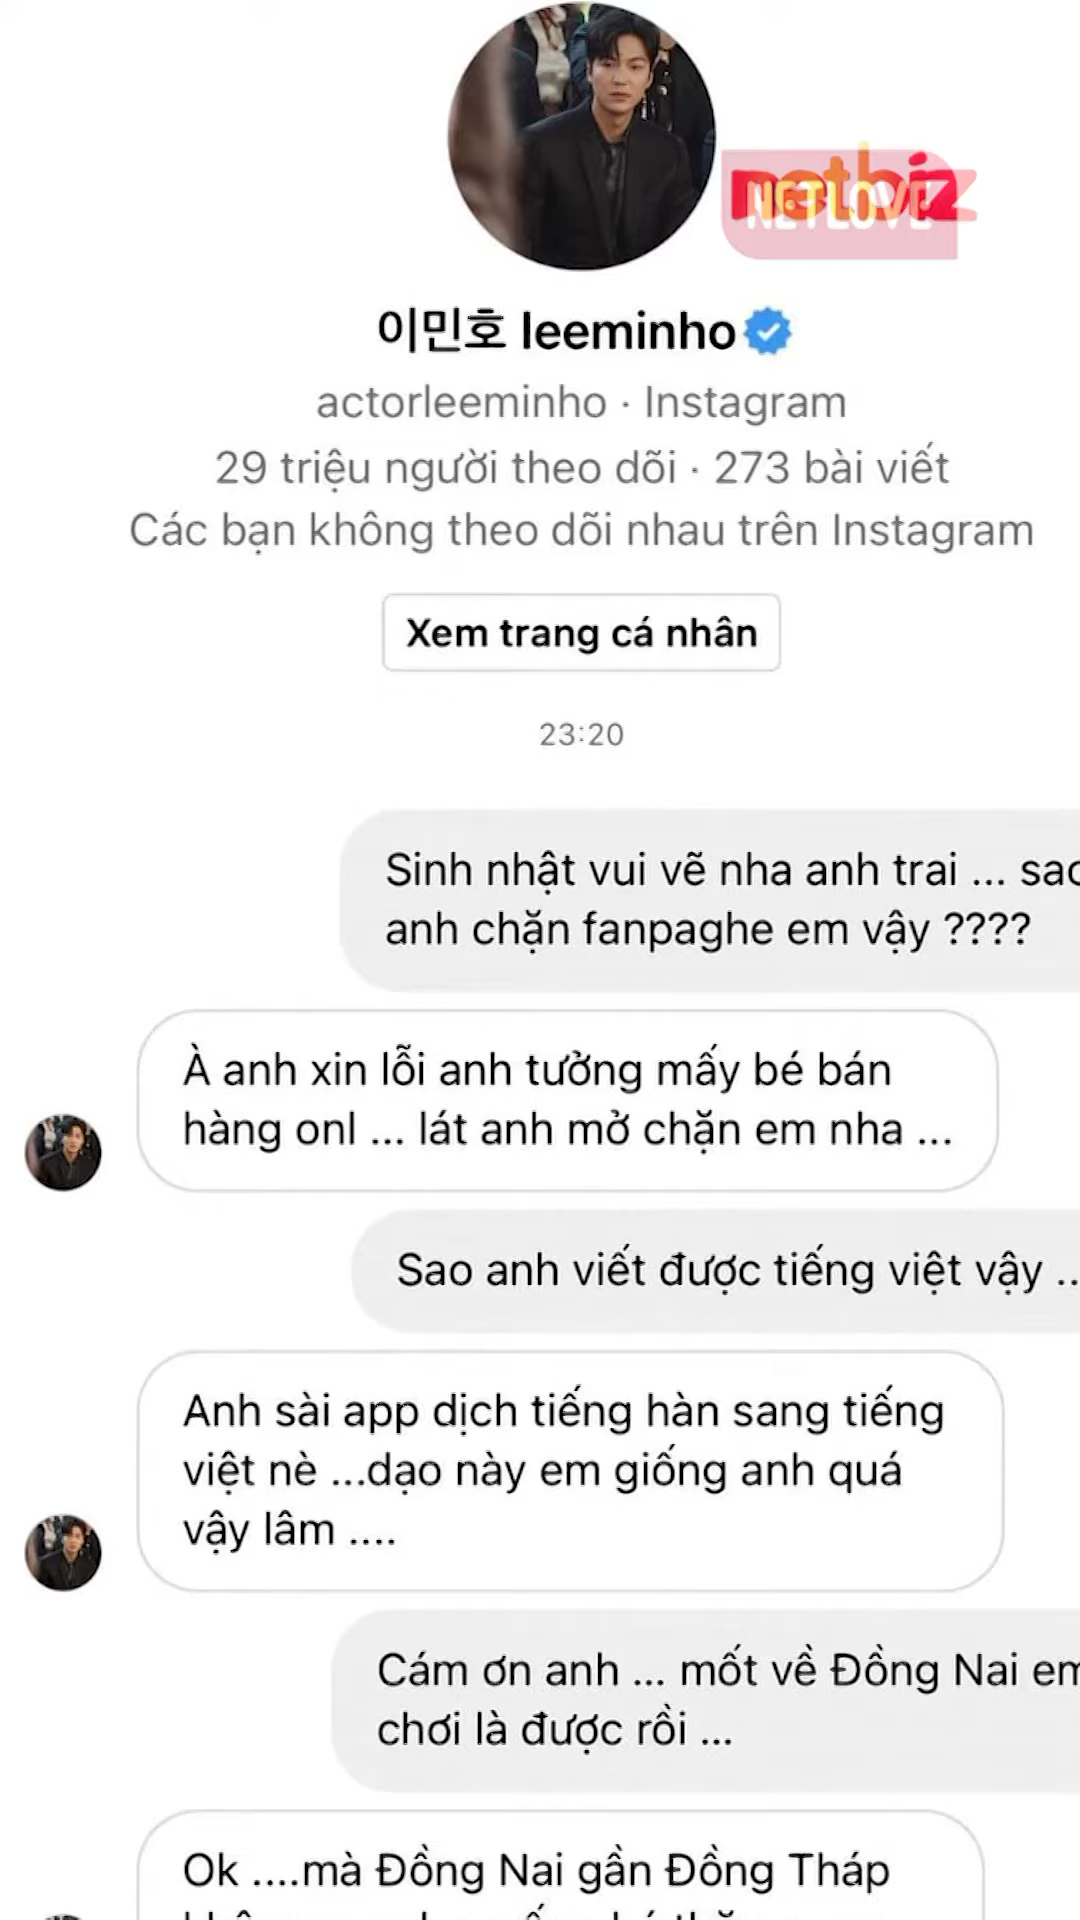 netbiz
NETLOVE
이민호 leeminho
actorleeminho · Instagram
29 triệu người theo dõi · 273 bài viết
Các bạn không theo dõi nhau trên Instagram
Xem trang cá nhân
23:20
Sinh nhật vui vẽ nha anh trai ... sao
anh chặn fanpaghe em vậy ????
À anh xin lỗi anh tưởng mấy bé bán
hàng onl ... lát anh mở chặn em nha ...
Sao anh viết được tiếng việt vậy ..
Anh sài app dịch tiếng hàn sang tiếng
việt nè ...dạo này em giống anh quá
vậy lâm ....
Cám ơn anh ... mốt về Đồng Nai em
chơi là được rồi ...
Ok ....mà Đồng Nai gần Đồng Tháp